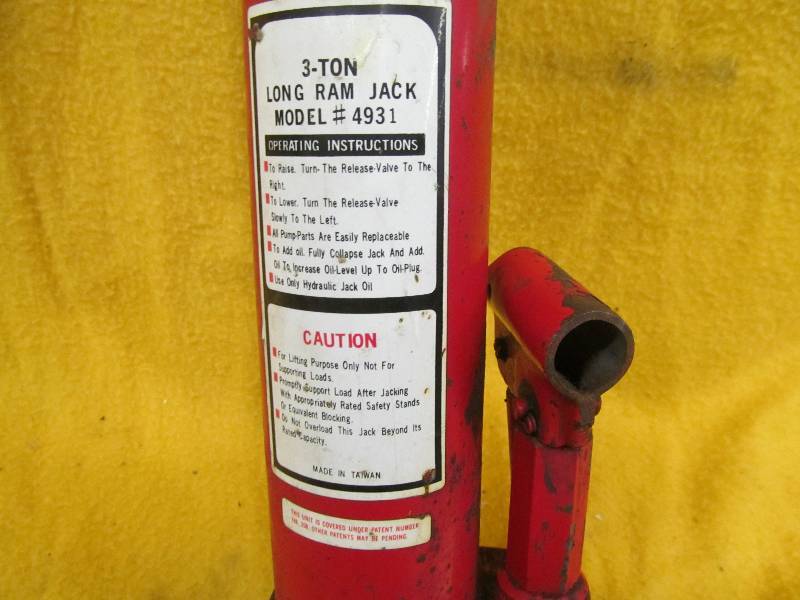 3-TON
LONG RAM JACK
MODEL # 4931
OPERATING INSTRUCTIONS
To Raise. Turn- The Release-Valve To The
Right.
To Lower. Turn The Release-Valve
Slowly To The Left.
All Pump-Parts Are Easily Replaceable
To Add oil. Fully Collapse Jack And Add.
Oil To Increase Oil-Level Up To Oil-Plug.
Use Only Hydraulic Jack Oil
CAUTION
For Lifting Purpose Only Not For
Supporting Loads.
Promptly Support Load After Jacking
With Appropriately Rated Safety Stands
Or Equivalent Blocking.
Do Not Overload This Jack Beyond Its
Rated Capacity.
MADE IN TAIWAN
THIS UNIT IS COVERED UNDER PATENT NUMBER
OTHER PATENTS MAY BE PENDING.